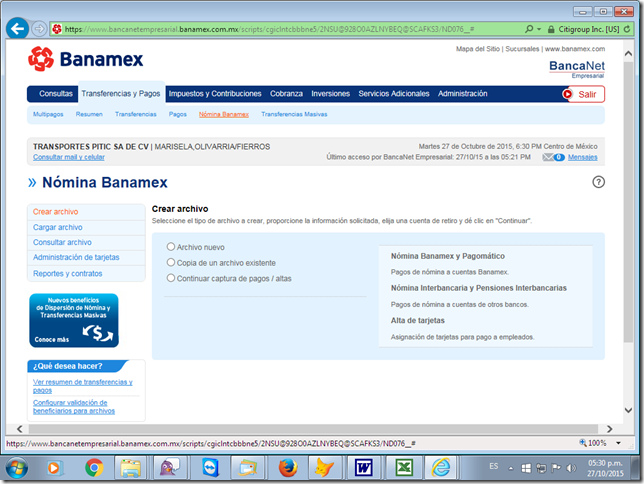 https://www.bancanetempresarial.banamex.com.mx/scripts/cgiclntcbbbne5/2NSU@928O0AZLNYBEQ@SCAFKS3/ND076__#
Citigroup Inc. [US]
Mapa del Sitio | Sucursales | www.banamex.com
Banamex
BancaNet
Empresarial
Consultas Transferencias y Pagos Impuestos y Contribuciones Cobranza Inversiones Servicios Adicionales Administración Salir
Multipagos Resumen Transferencias Pagos Nómina Banamex Transferencias Masivas
TRANSPORTES PITIC SA DE CV | MARISELA,OLIVARRIA/FIERROS
Martes 27 de Octubre de 2015, 6:30 PM Centro de México
Consultar mail y celular
Último acceso por BancaNet Empresarial: 27/10/15 a las 05:21 PM 0 Mensajes
» Nómina Banamex
?
Crear archivo
Cargar archivo
Consultar archivo
Administración de tarjetas
Reportes y contratos
Crear archivo
Seleccione el tipo de archivo a crear, proporcione la información solicitada, elija una cuenta de retiro y dé clic en "Continuar".
Archivo nuevo
Copia de un archivo existente
Continuar captura de pagos / altas
Nómina Banamex y Pagomático
Pagos de nómina a cuentas Banamex.
Nómina Interbancaria y Pensiones Interbancarias
Pagos de nómina a cuentas de otros bancos.
Alta de tarjetas
Asignación de tarjetas para pago a empleados.
Nuevos beneficios
de Dispersión de Nómina y
Transferencias Masivas
Conoce más
¿Qué desea hacer?
Ver resumen de transferencias y
pagos
Configurar validación de
beneficiarios para archivos
https://www.bancanetempresarial.banamex.com.mx/scripts/cgiclntcbbbne5/2NSU@928O0AZLNYBEQ@SCAFKS3/ND076__#
100%
ES
05:30 p.m.
27/10/2015